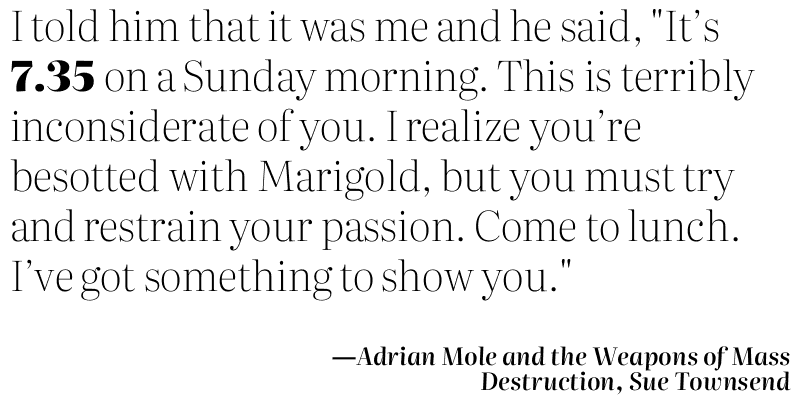 I told him that it was me and he said, "It’s
7.35 on a Sunday morning. This is terribly
inconsiderate of you. I realize you’re
besotted with Marigold, but you must try
and restrain your passion. Come to lunch.
I’ve got something to show you."
—Adrian Mole and the Weapons of Mass
Destruction, Sue Townsend